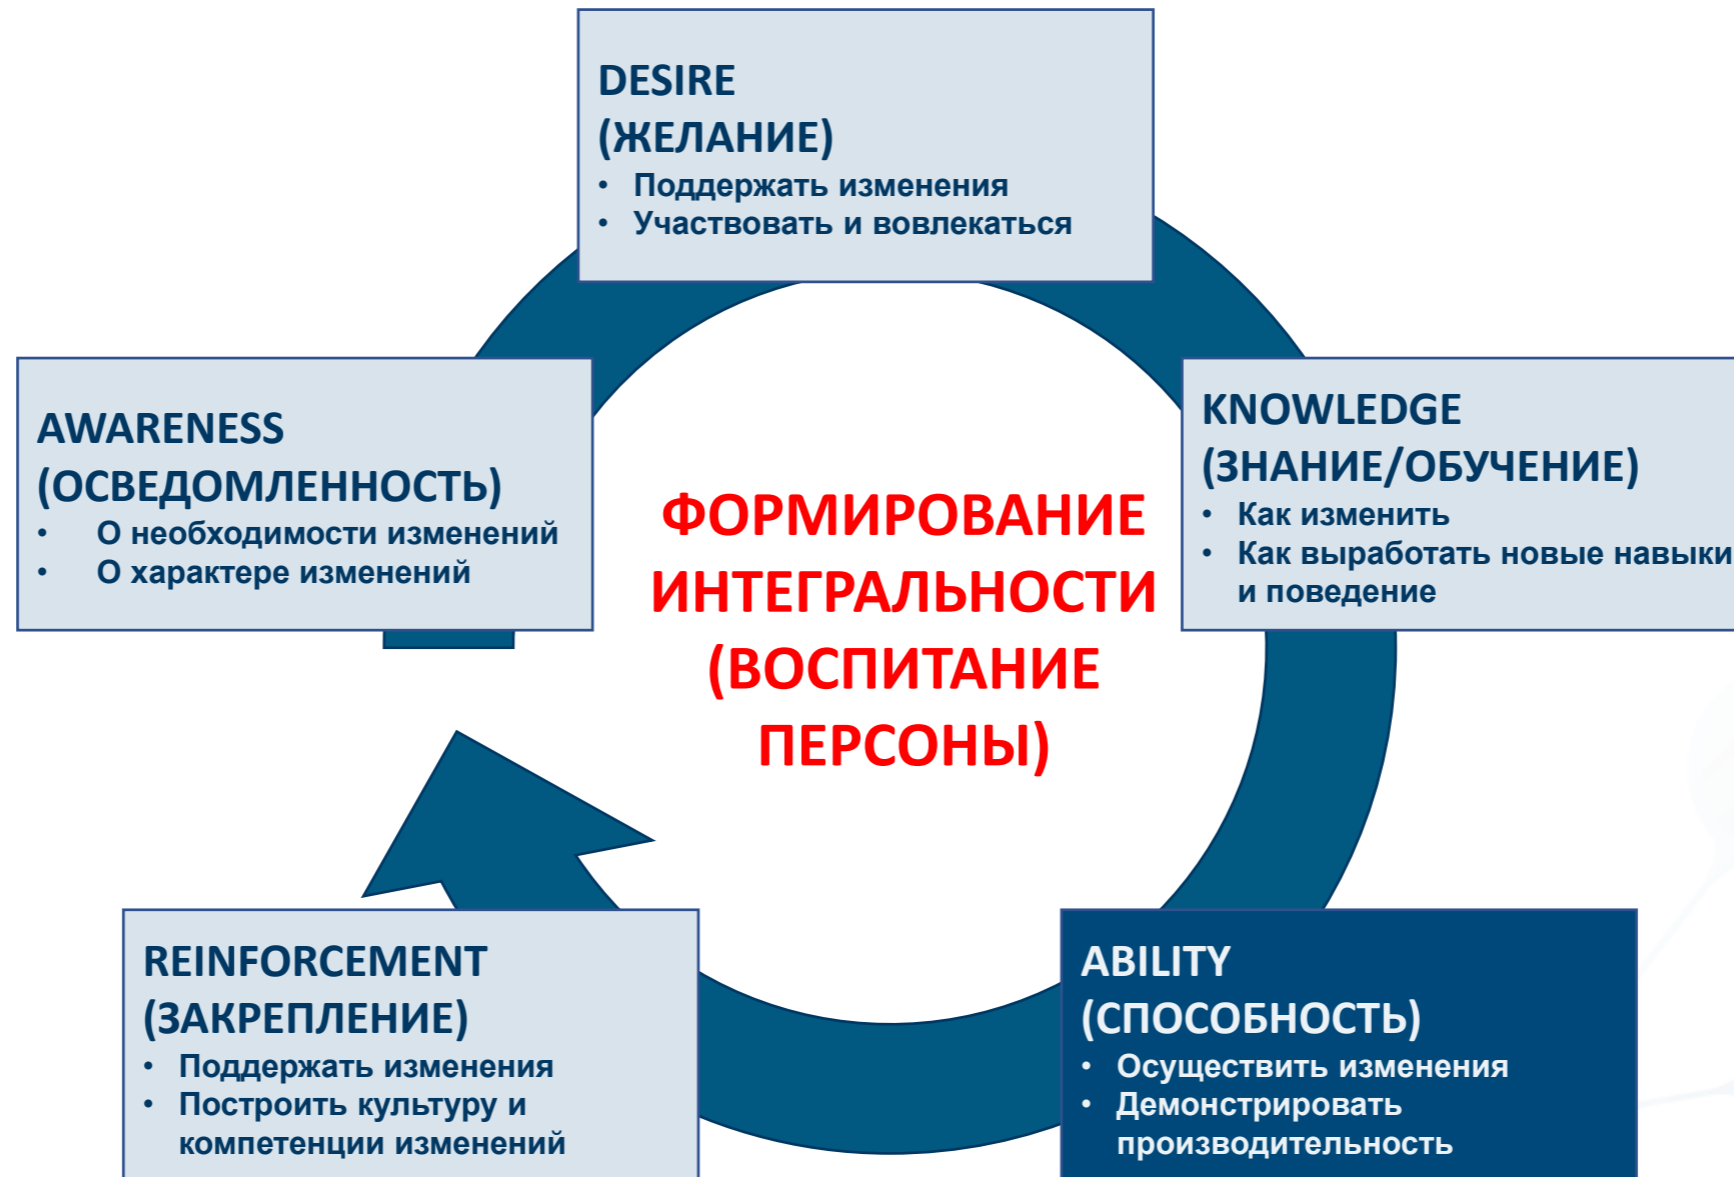 DESIRE
(ЖЕЛАНИЕ)
• Поддержать изменения
• Участвовать и вовлекаться
AWARENESS
(ОСВЕДОМЛЕННОСТЬ)
• О необходимости изменений
• О характере изменений
KNOWLEDGE
(ЗНАНИЕ/ОБУЧЕНИЕ)
• Как изменить
• Как выработать новые навыки
и поведение
ФОРМИРОВАНИЕ
ИНТЕГРАЛЬНОСТИ
(ВОСПИТАНИЕ
ПЕРСОНЫ)
REINFORCEMENT
(ЗАКРЕПЛЕНИЕ)
• Поддержать изменения
• Построить культуру и
компетенции изменений
ABILITY
(СПОСОБНОСТЬ)
• Осуществить изменения
• Демонстрировать
производительность